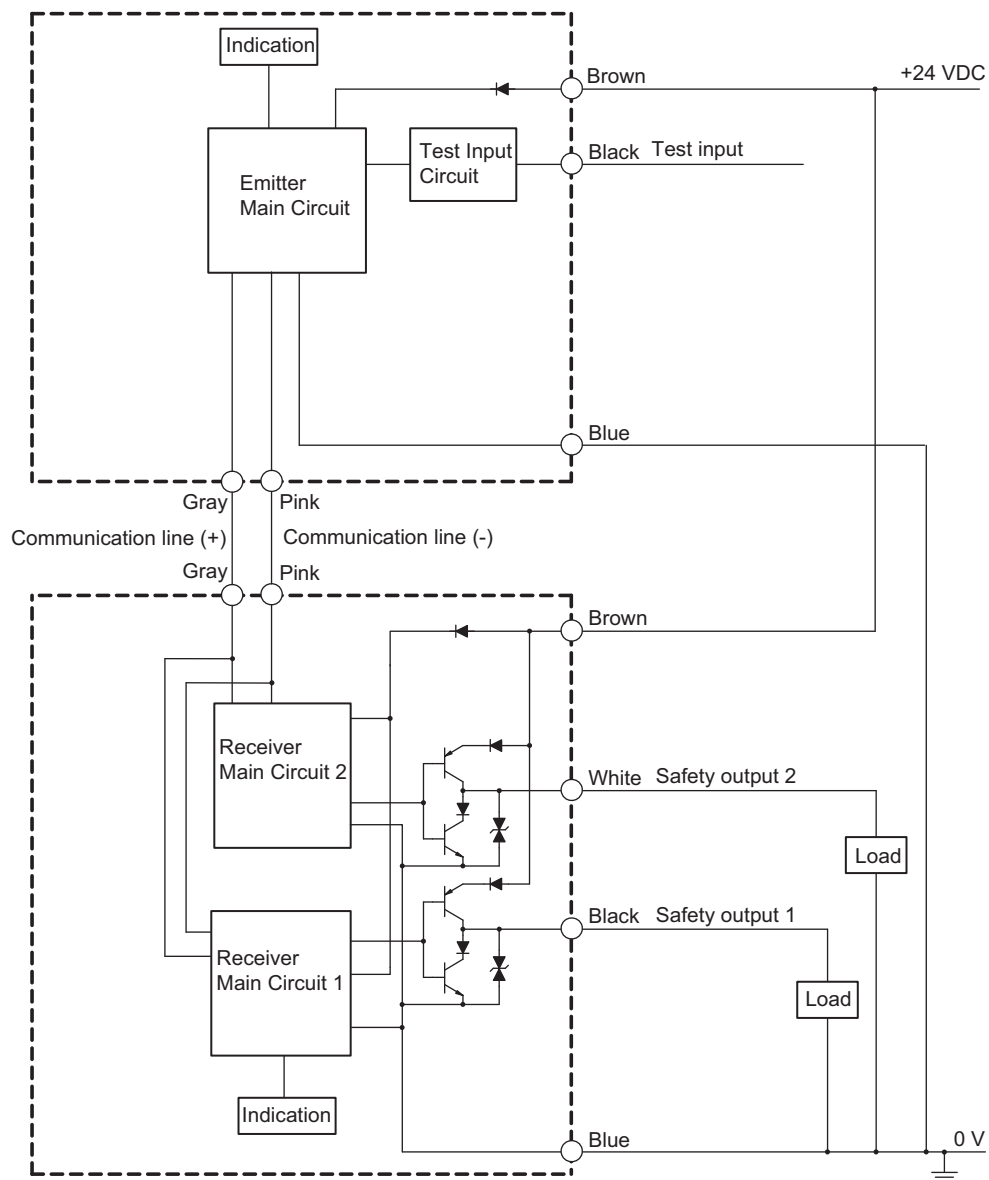 Indication
Brown
+24 VDC
Emitter
Main Circuit
Test Input
Circuit
Black Test input
Blue
Gray
Pink
Communication line (+)
Communication line (-)
Gray
Pink
Brown
Receiver
Main Circuit 2
White Safety output 2
Load
Black Safety output 1
Receiver
Main Circuit 1
Load
Indication
Blue
0 V